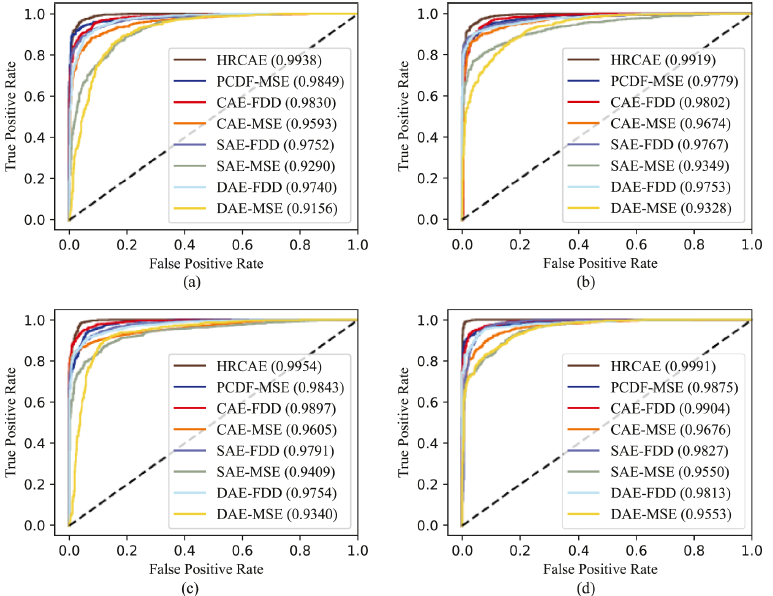 1.0
0.8
0.6
0.4
0.2
0.0
True Positive Rate
HRCAE (0.9938)
PCDF-MSE (0.9849)
CAE-FDD (0.9830)
CAE-MSE (0.9593)
SAE-FDD (0.9752)
SAE-MSE (0.9290)
DAE-FDD (0.9740)
DAE-MSE (0.9156)
0.0 0.2 0.4 0.6 0.8 1.0
False Positive Rate
(a)
1.0
0.8
0.6
0.4
0.2
0.0
True Positive Rate
HRCAE (0.9919)
PCDF-MSE (0.9779)
CAE-FDD (0.9802)
CAE-MSE (0.9674)
SAE-FDD (0.9767)
SAE-MSE (0.9349)
DAE-FDD (0.9753)
DAE-MSE (0.9328)
0.0 0.2 0.4 0.6 0.8 1.0
False Positive Rate
(b)
1.0
0.8
0.6
0.4
0.2
0.0
True Positive Rate
HRCAE (0.9954)
PCDF-MSE (0.9843)
CAE-FDD (0.9897)
CAE-MSE (0.9605)
SAE-FDD (0.9791)
SAE-MSE (0.9409)
DAE-FDD (0.9754)
DAE-MSE (0.9340)
0.0 0.2 0.4 0.6 0.8 1.0
False Positive Rate
(c)
1.0
0.8
0.6
0.4
0.2
0.0
True Positive Rate
HRCAE (0.9991)
PCDF-MSE (0.9875)
CAE-FDD (0.9904)
CAE-MSE (0.9676)
SAE-FDD (0.9827)
SAE-MSE (0.9550)
DAE-FDD (0.9813)
DAE-MSE (0.9553)
0.0 0.2 0.4 0.6 0.8 1.0
False Positive Rate
(d)